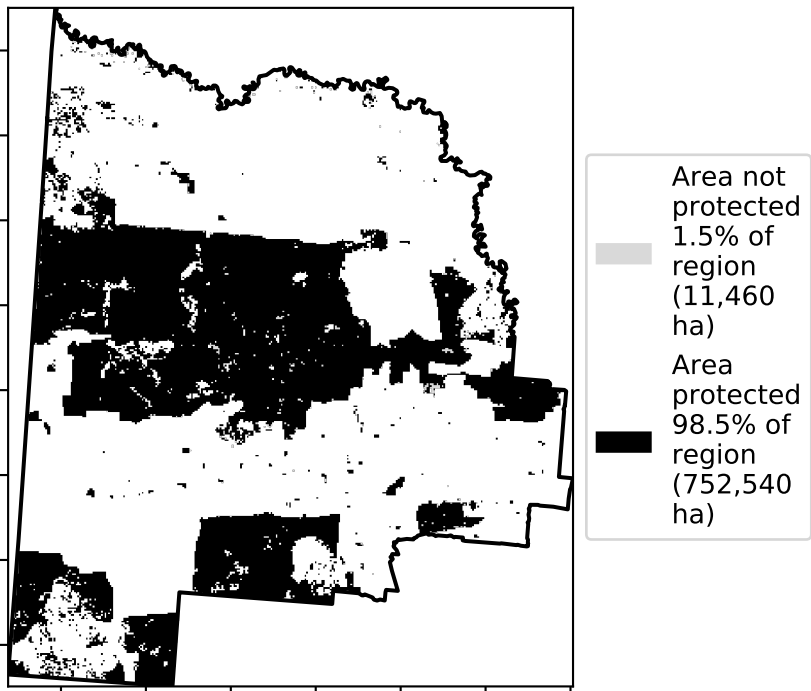 Area not
protected
1.5% of
region
(11,460
ha)
Area
protected
98.5% of
region
(752,540
ha)